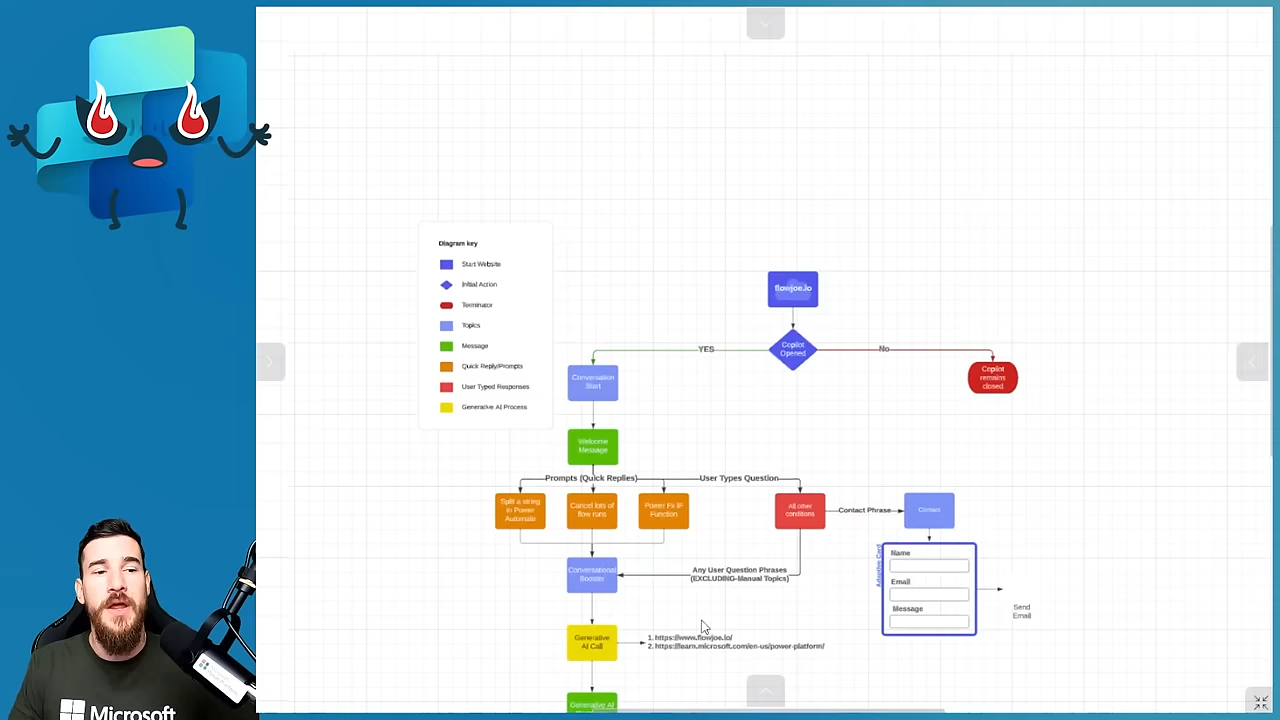 Diagram key
Start Website
Initial Action
Terminator
Topics
Message
Quick Reply/Prompts
User Typed Responses
Generative AI Process
flowjoe.io
Copilot
Opened
YES
No
Copilot
remains
closed
Conversation
Start
Welcome
Message
Prompts (Quick Replies)
User Types Question
Split a string
in Power
Automate
Cancel lots of
flow runs
Power Fx IF
Function
All other
conditions
Contact Phrase
Contact
Adaptive Card
Name
Email
Message
Send
Email
Conversational
Booster
Any User Question Phrases
(EXCLUDING Manual Topics)
Generative
AI Call
1. https://www.flowjoe.io/
2. https://learn.microsoft.com/en-us/power-platform/
Generative AI
Microsoft